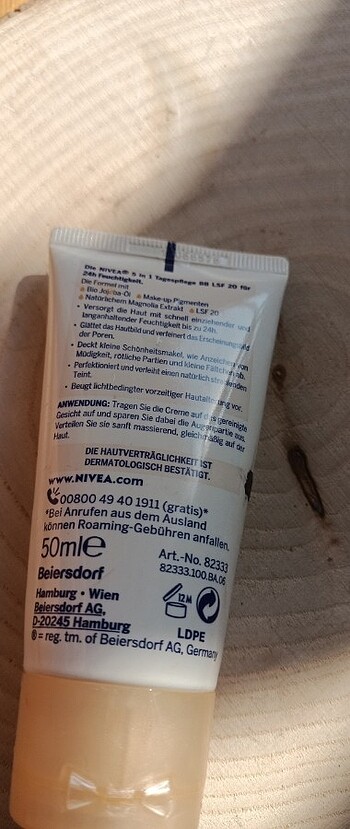 Die NIVEA® 5 in 1 Tagespflege BB LSF 20 für
24h Feuchtigkeit.
Die Formel mit
Bio Jojoba-Öl Make-up Pigmenten
Natürlichem Magnolia Extrakt LSF 20
• Versorgt die Haut mit schnell einziehender und
langanhaltender Feuchtigkeit bis zu 24h.
• Glättet das Hautbild und verfeinert das Erscheinungsbild
der Poren.
• Deckt kleine Schönheitsmakel, wie Anzeichen von
Müdigkeit, rötliche Partien und kleine Fältchen ab.
• Perfektioniert und verleiht einen natürlich strahlenden
Teint.
• Beugt lichtbedingter vorzeitiger Hautalterung vor.
ANWENDUNG: Tragen Sie die Creme auf das gereinigte
Gesicht auf und sparen Sie dabei die Augenpartie aus.
Verteilen Sie sie sanft massierend, gleichmäßig auf der
Haut.
DIE HAUTVERTRÄGLICHKEIT IST
DERMATOLOGISCH BESTÄTIGT.
www.NIVEA.com
00800 49 40 1911 (gratis)*
*Bei Anrufen aus dem Ausland
können Roaming-Gebühren anfallen.
50ml℮
Art.-No. 82333
82333.100.BA.06
Beiersdorf
Hamburg • Wien
Beiersdorf AG,
D-20245 Hamburg
12M
LDPE
® = reg. tm. of Beiersdorf AG, Germany